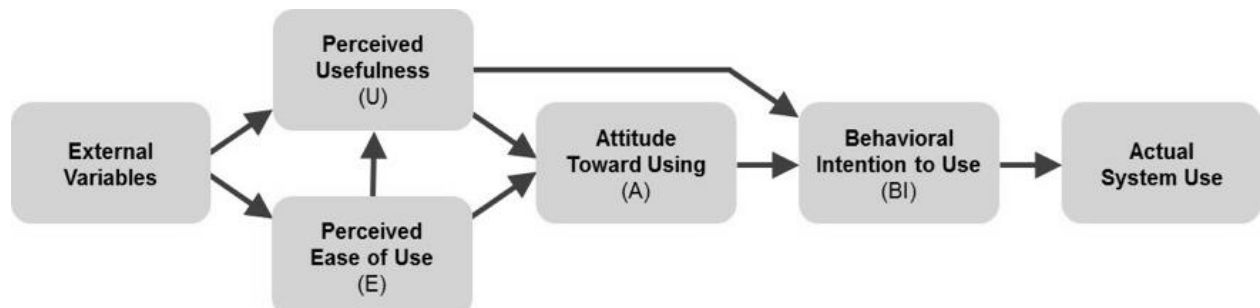 External
Variables
Perceived
Usefulness
(U)
Perceived
Ease of Use
(E)
Attitude
Toward Using
(A)
Behavioral
Intention to Use
(BI)
Actual
System Use